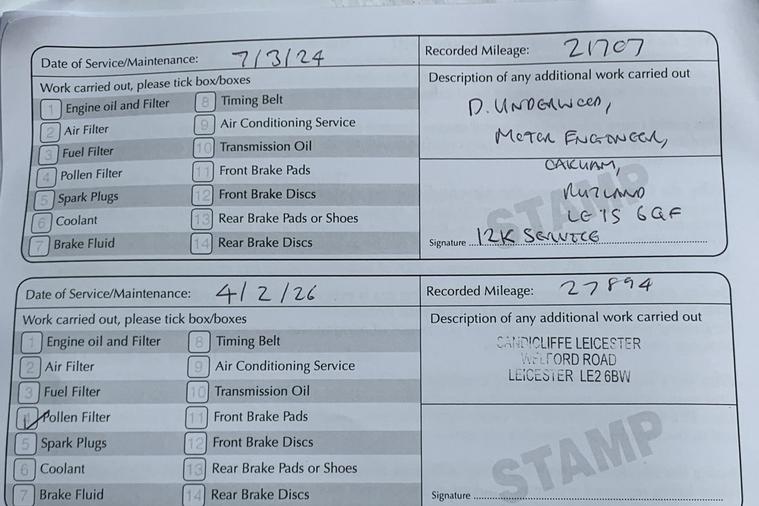 Date of Service/Maintenance: 7/3/24
Recorded Mileage: 21707
Work carried out, please tick box/boxes
Description of any additional work carried out
1 Engine oil and Filter
8 Timing Belt
2 Air Filter
9 Air Conditioning Service
3 Fuel Filter
10 Transmission Oil
4 Pollen Filter
11 Front Brake Pads
5 Spark Plugs
12 Front Brake Discs
6 Coolant
13 Rear Brake Pads or Shoes
7 Brake Fluid
14 Rear Brake Discs
D. UNDERWOOD,
MOTOR ENGINEER,
OAKHAM,
RUTLAND
LE15 6QF
STAMP
Signature 12K SERVICE
Date of Service/Maintenance: 4/2/26
Recorded Mileage: 27894
Work carried out, please tick box/boxes
Description of any additional work carried out
1 Engine oil and Filter
8 Timing Belt
2 Air Filter
9 Air Conditioning Service
3 Fuel Filter
10 Transmission Oil
4 Pollen Filter
11 Front Brake Pads
5 Spark Plugs
12 Front Brake Discs
6 Coolant
13 Rear Brake Pads or Shoes
7 Brake Fluid
14 Rear Brake Discs
SANDICLIFFE LEICESTER
WELFORD ROAD
LEICESTER LE2 6BW
STAMP
Signature